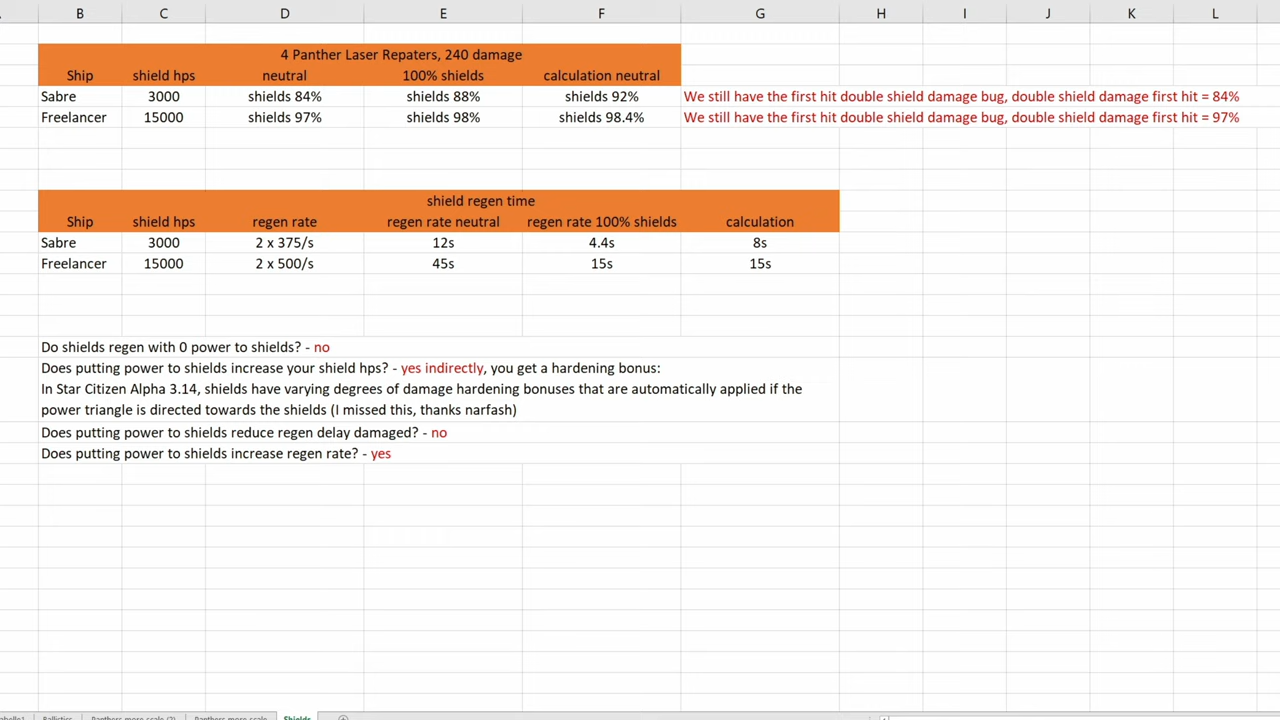 B C D E F G H I J K L
4 Panther Laser Repaters, 240 damage
Ship shield hps neutral 100% shields calculation neutral
Sabre 3000 shields 84% shields 88% shields 92% We still have the first hit double shield damage bug, double shield damage first hit = 84%
Freelancer 15000 shields 97% shields 98% shields 98.4% We still have the first hit double shield damage bug, double shield damage first hit = 97%
shield regen time
Ship shield hps regen rate regen rate neutral regen rate 100% shields calculation
Sabre 3000 2 x 375/s 12s 4.4s 8s
Freelancer 15000 2 x 500/s 45s 15s 15s
Do shields regen with 0 power to shields? - no
Does putting power to shields increase your shield hps? - yes indirectly, you get a hardening bonus:
In Star Citizen Alpha 3.14, shields have varying degrees of damage hardening bonuses that are automatically applied if the
power triangle is directed towards the shields (I missed this, thanks narfash)
Does putting power to shields reduce regen delay damaged? - no
Does putting power to shields increase regen rate? - yes
Ballistics Panthers more scale (2) Panthers more scale Shields